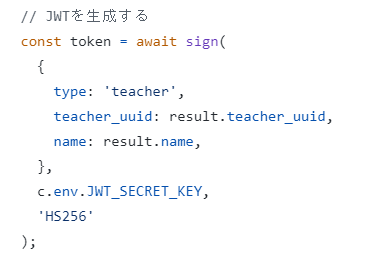 // JWTを生成する
const token = await sign(
  {
    type: 'teacher',
    teacher_uuid: result.teacher_uuid,
    name: result.name,
  },
  c.env.JWT_SECRET_KEY,
  'HS256'
);